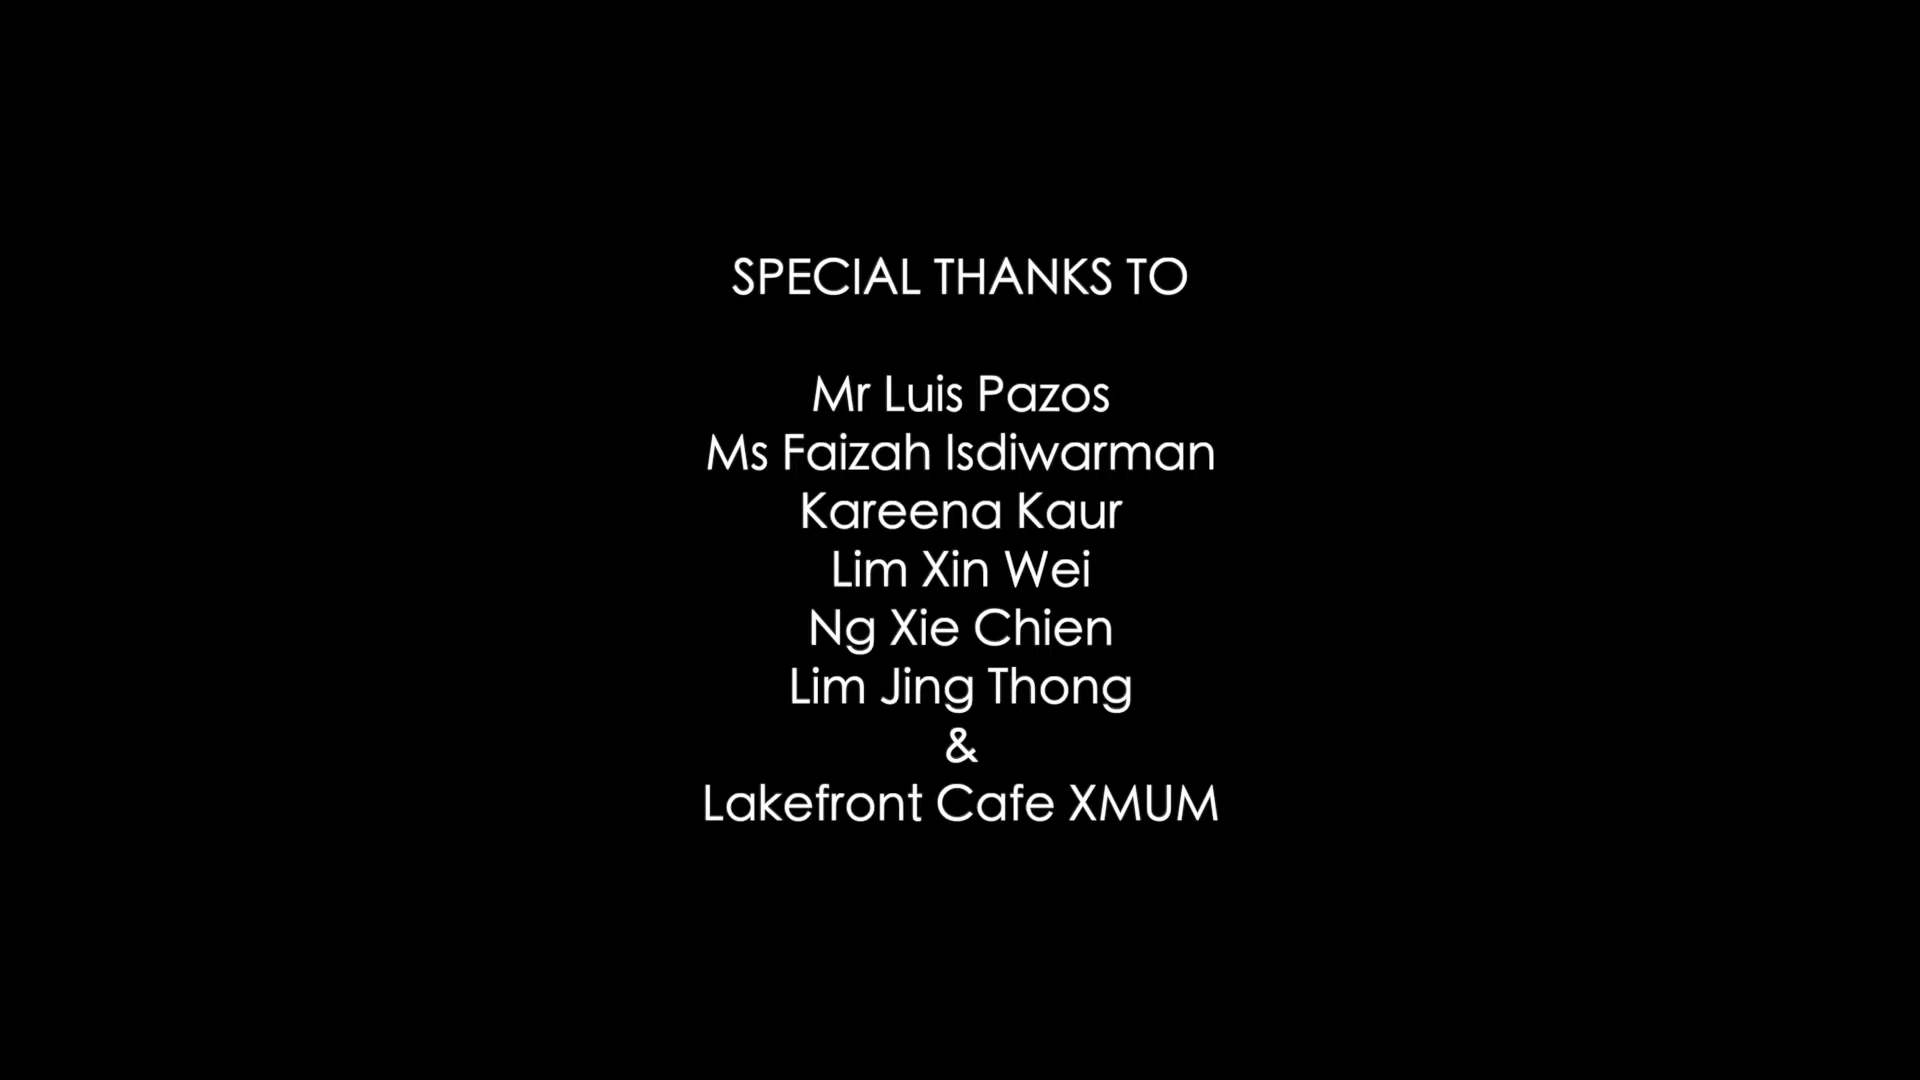 SPECIAL THANKS TO
Mr Luis Pazos
Ms Faizah Isdiwarman
Kareena Kaur
Lim Xin Wei
Ng Xie Chien
Lim Jing Thong
&
Lakefront Cafe XMUM